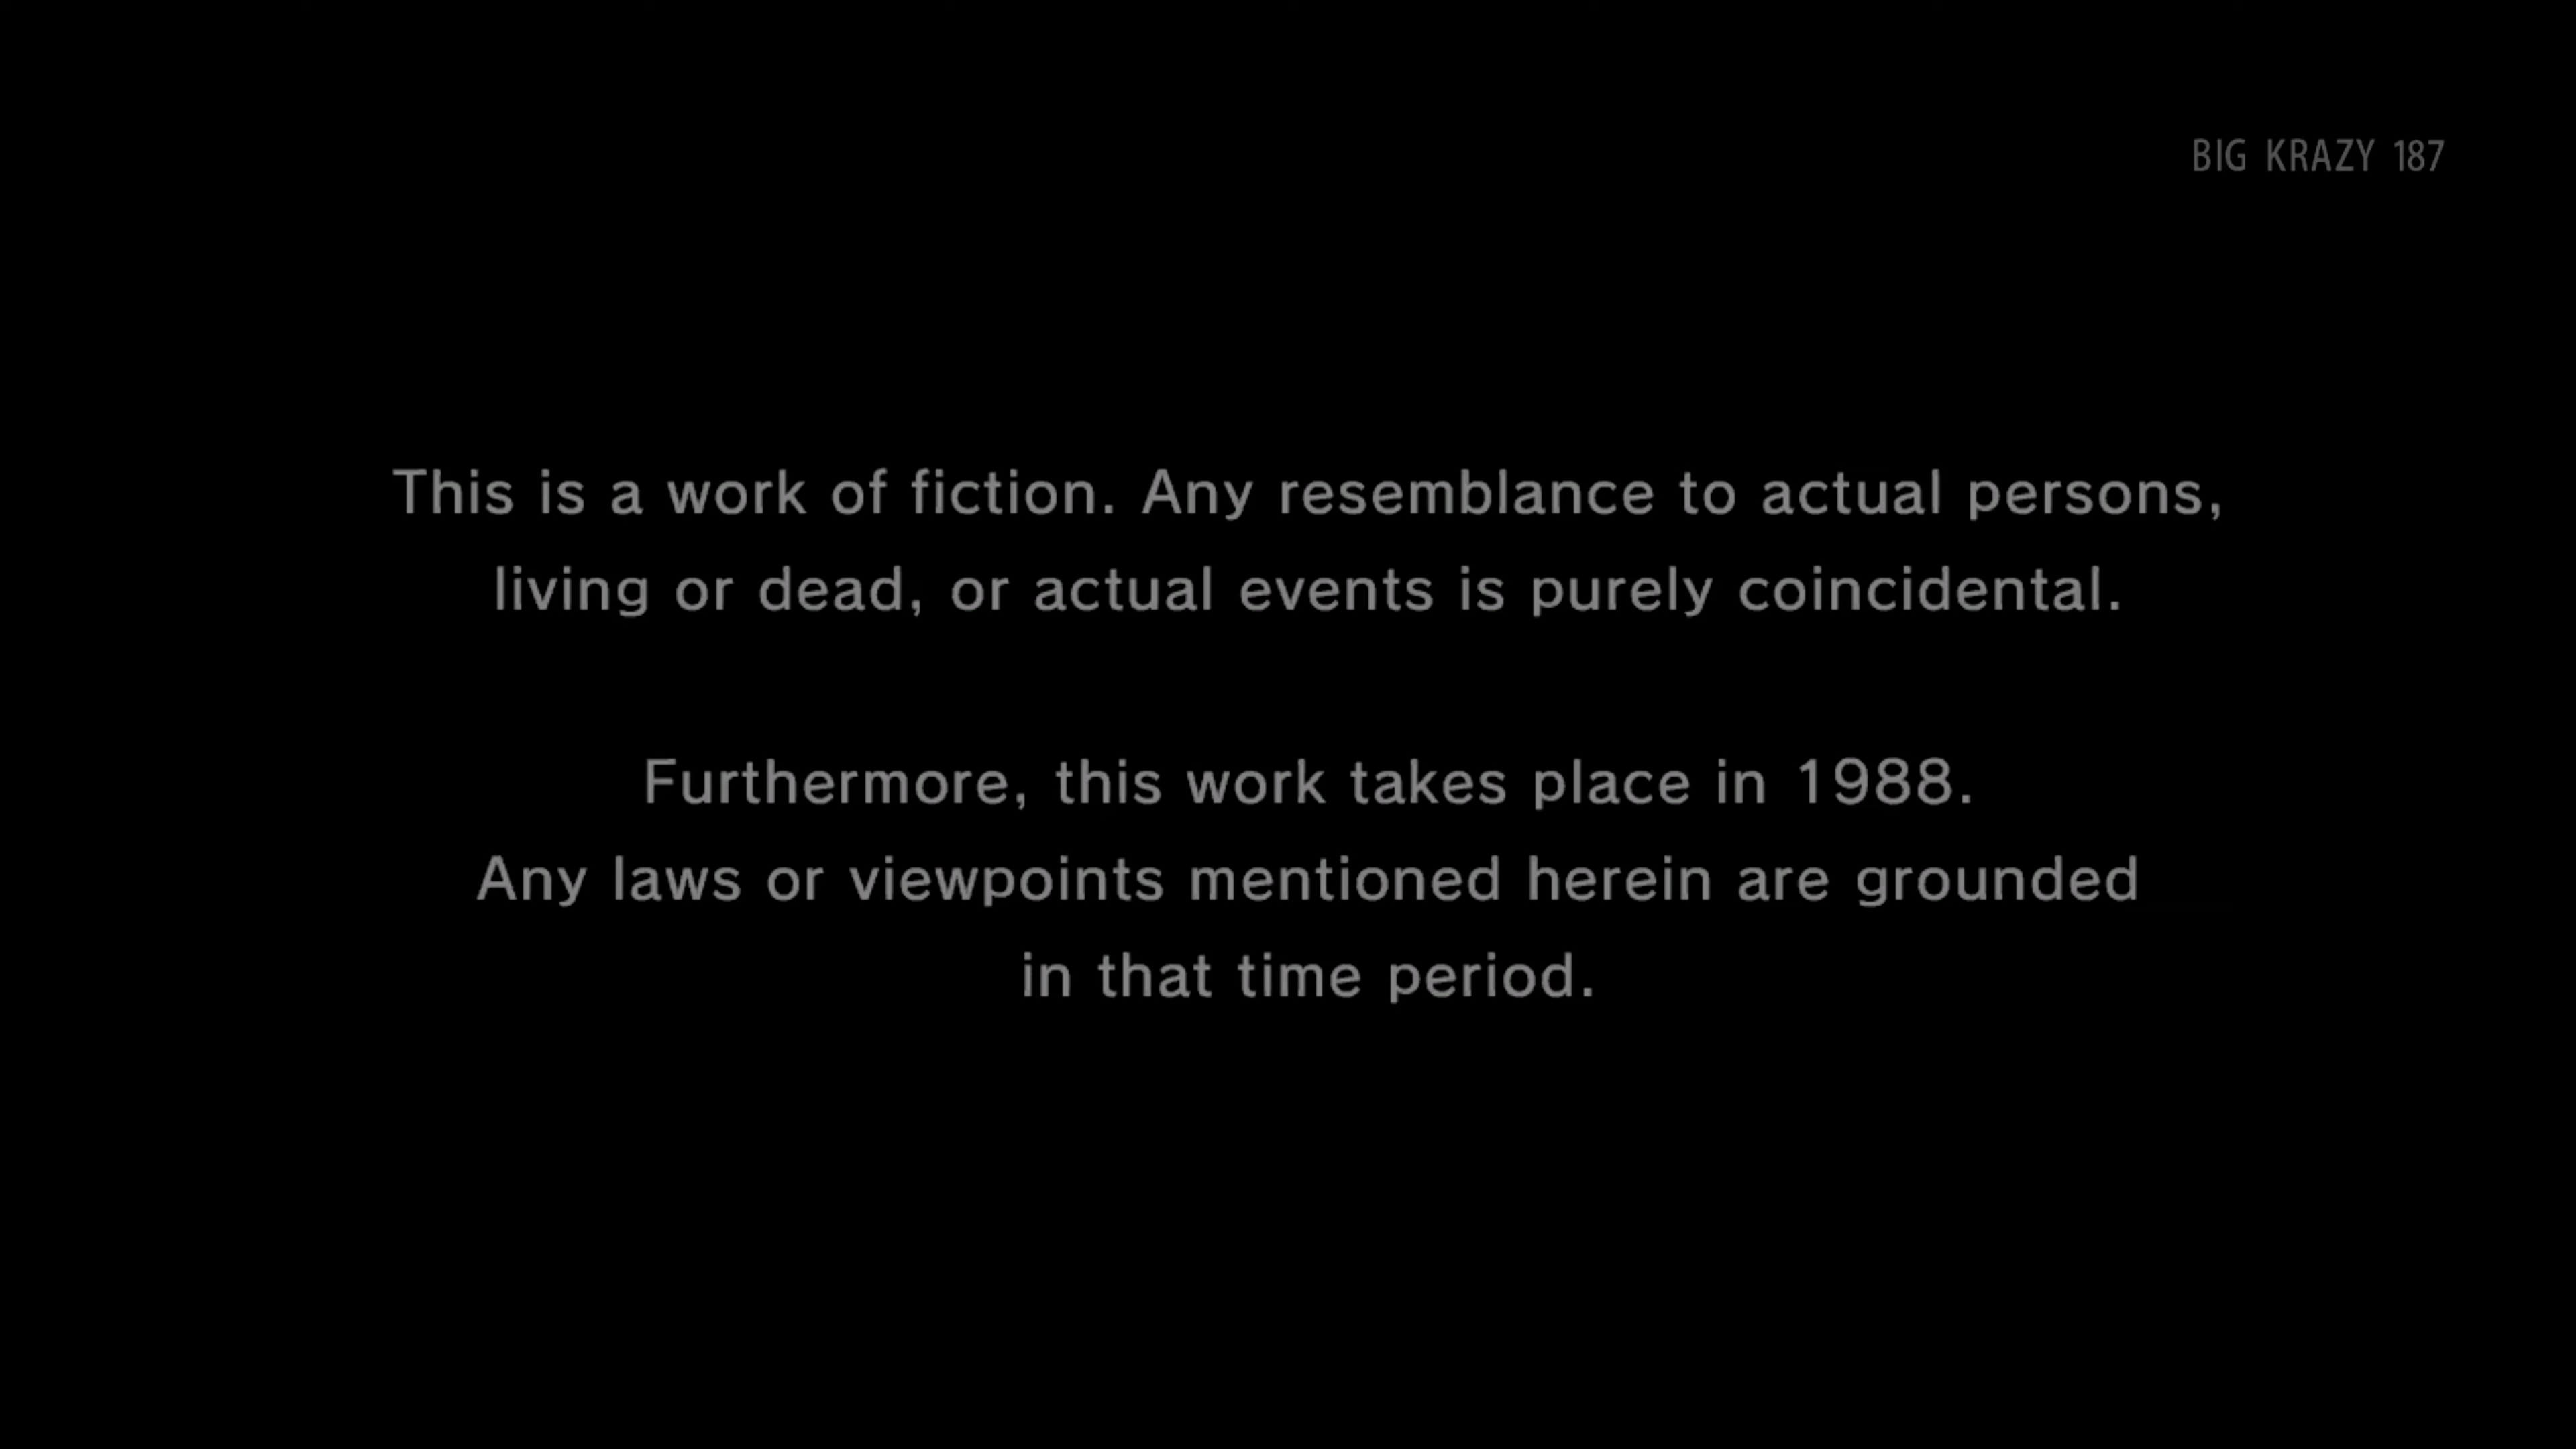 BIG KRAZY 187
This is a work of fiction. Any resemblance to actual persons,
living or dead, or actual events is purely coincidental.
Furthermore, this work takes place in 1988.
Any laws or viewpoints mentioned herein are grounded
in that time period.